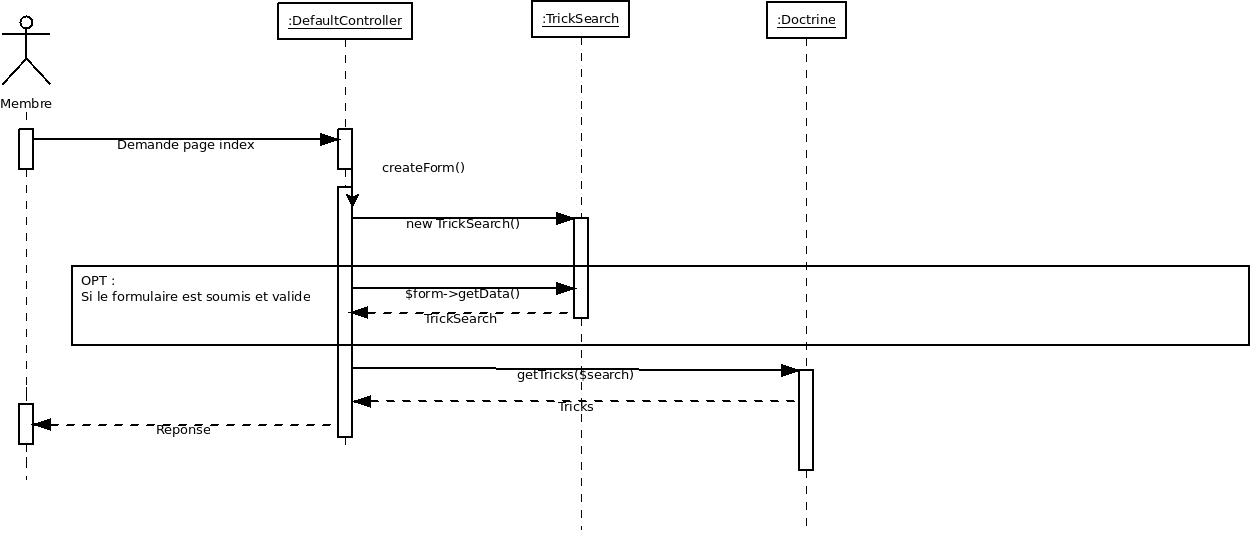 :DefaultController
:TrickSearch
:Doctrine
Membre
Demande page index
createForm()
new TrickSearch()
OPT :
Si le formulaire est soumis et valide
$form->getData()
TrickSearch
getTricks($search)
Tricks
Réponse